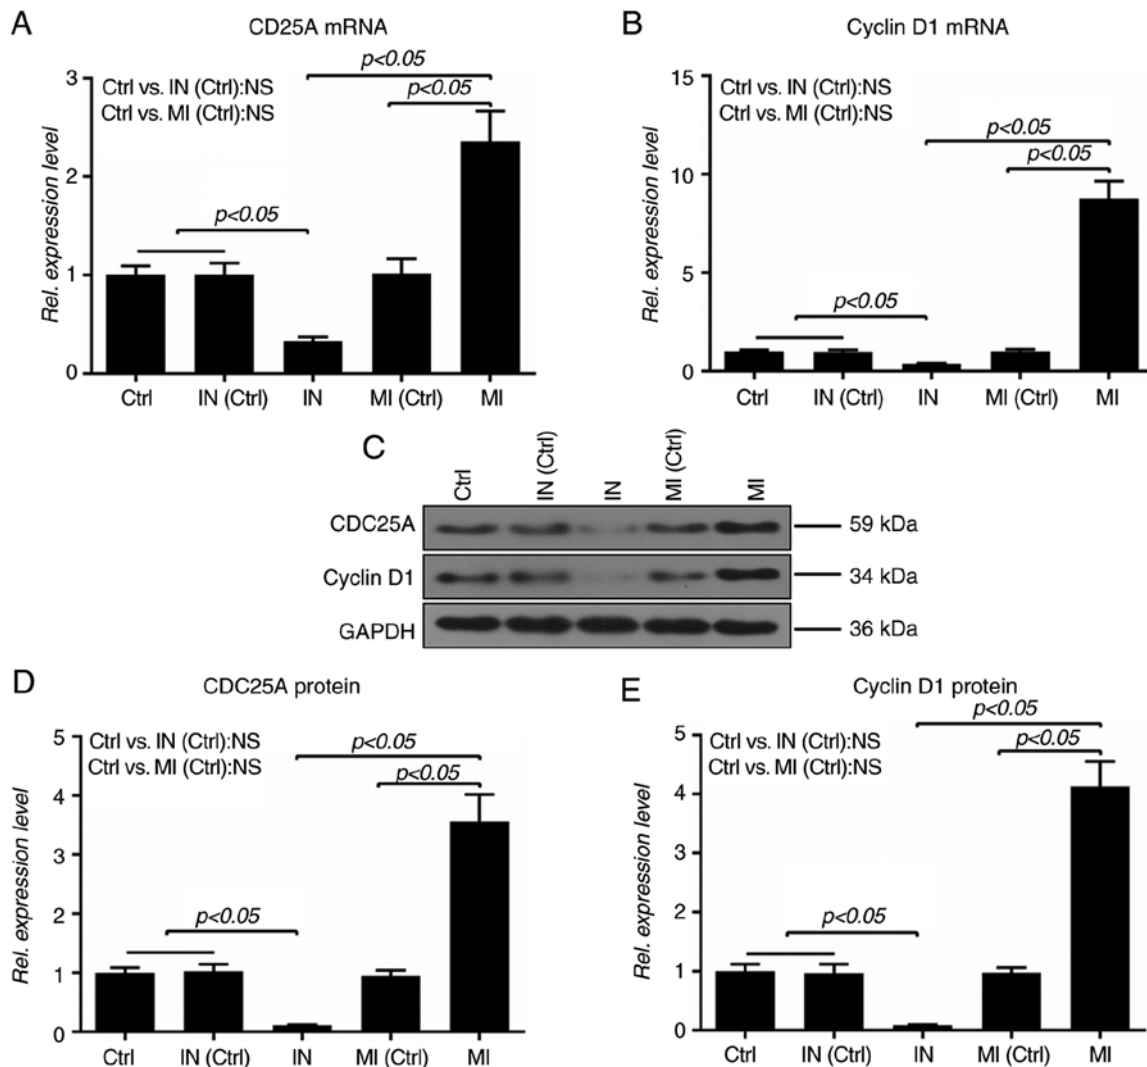 A
CD25A mRNA
p<0.05
3
Ctrl vs. IN (Ctrl):NS
Ctrl vs. MI (Ctrl):NS
p<0.05
Rel. expression level
2
p<0.05
1
0
Ctrl IN (Ctrl) IN MI (Ctrl) MI
B
Cyclin D1 mRNA
15
Ctrl vs. IN (Ctrl):NS
Ctrl vs. MI (Ctrl):NS
p<0.05
p<0.05
Rel. expression level
10
5
p<0.05
0
Ctrl IN (Ctrl) IN MI (Ctrl) MI
C
Ctrl IN (Ctrl) IN MI (Ctrl) MI
CDC25A 59 kDa
Cyclin D1 34 kDa
GAPDH 36 kDa
D
CDC25A protein
5
Ctrl vs. IN (Ctrl):NS
Ctrl vs. MI (Ctrl):NS
p<0.05
p<0.05
Rel. expression level
4
3
2
p<0.05
1
0
Ctrl IN (Ctrl) IN MI (Ctrl) MI
E
Cyclin D1 protein
p<0.05
5
Ctrl vs. IN (Ctrl):NS
Ctrl vs. MI (Ctrl):NS
p<0.05
Rel. expression level
4
3
2
p<0.05
1
0
Ctrl IN (Ctrl) IN MI (Ctrl) MI